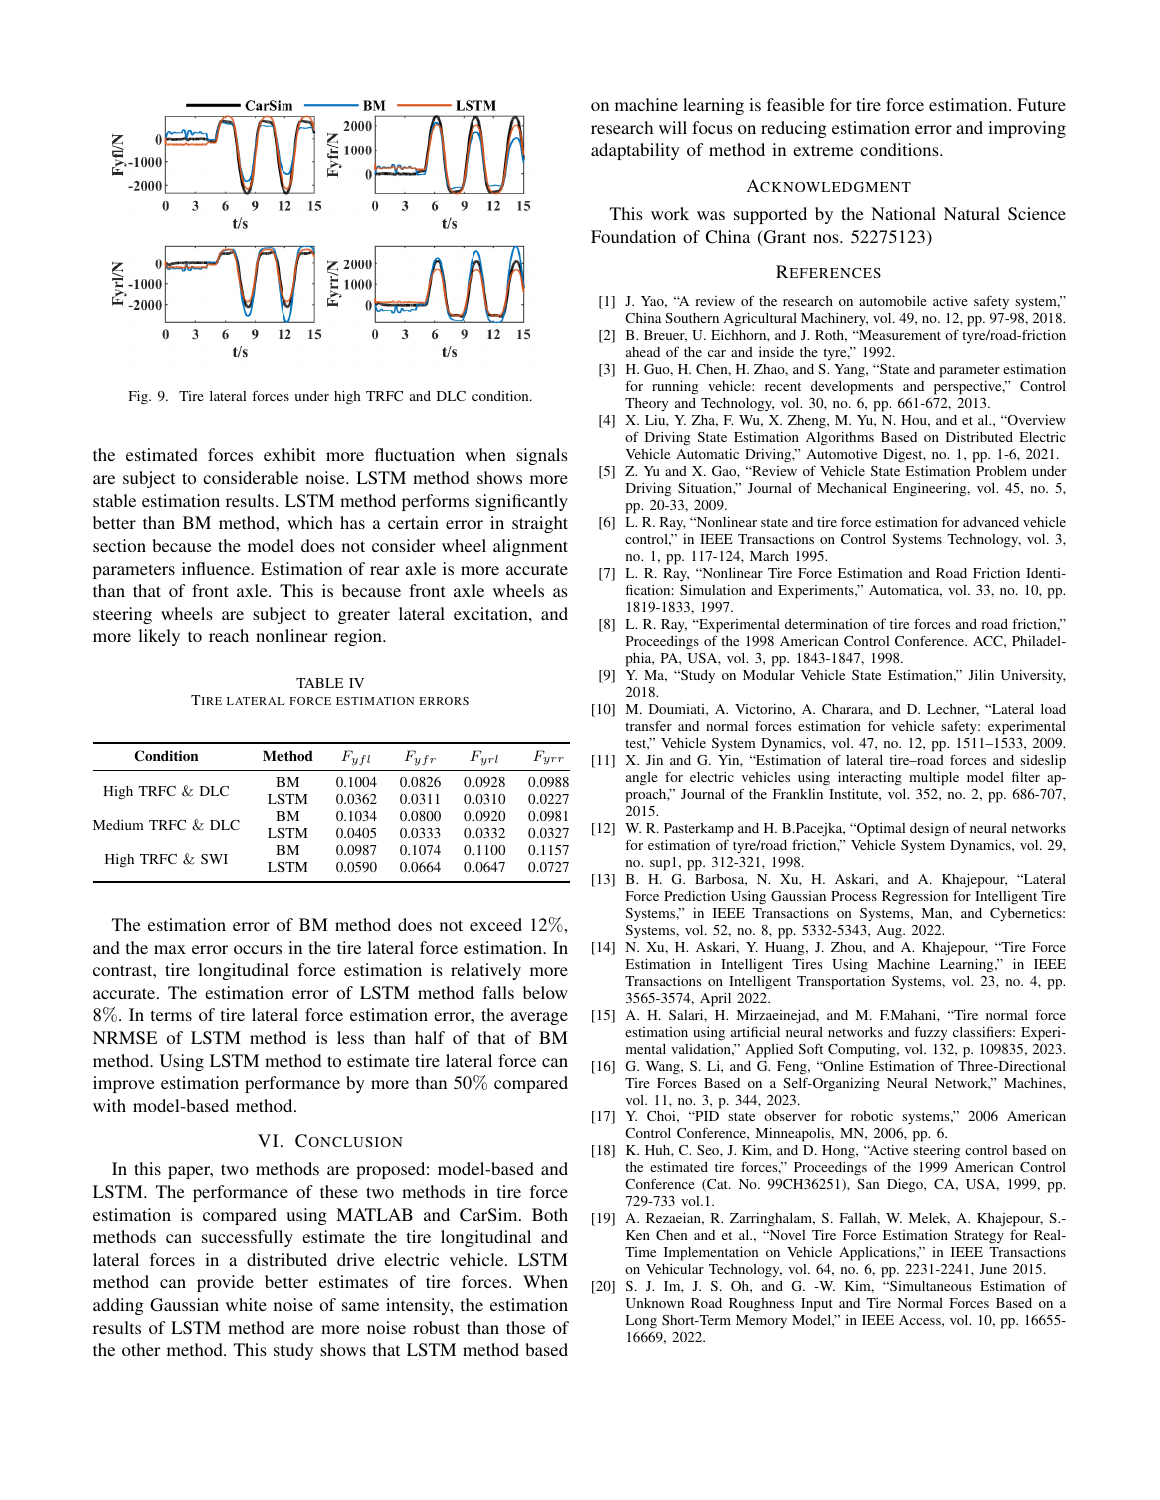 CarSim BM LSTM
Fyfl/N
0
-1000
-2000
0 3 6 9 12 15
t/s
Fyfr/N
2000
1000
0
0 3 6 9 12 15
t/s
Fyrl/N
0
-1000
-2000
0 3 6 9 12 15
t/s
Fyrr/N
2000
1000
0
0 3 6 9 12 15
t/s
Fig. 9. Tire lateral forces under high TRFC and DLC condition.
the estimated forces exhibit more fluctuation when signals
are subject to considerable noise. LSTM method shows more
stable estimation results. LSTM method performs significantly
better than BM method, which has a certain error in straight
section because the model does not consider wheel alignment
parameters influence. Estimation of rear axle is more accurate
than that of front axle. This is because front axle wheels as
steering wheels are subject to greater lateral excitation, and
more likely to reach nonlinear region.
TABLE IV
TIRE LATERAL FORCE ESTIMATION ERRORS
Condition Method Fyfl Fyfr Fyrl Fyrr
High TRFC & DLC BM 0.1004 0.0826 0.0928 0.0988
LSTM 0.0362 0.0311 0.0310 0.0227
Medium TRFC & DLC BM 0.1034 0.0800 0.0920 0.0981
LSTM 0.0405 0.0333 0.0332 0.0327
High TRFC & SWI BM 0.0987 0.1074 0.1100 0.1157
LSTM 0.0590 0.0664 0.0647 0.0727
The estimation error of BM method does not exceed 12%,
and the max error occurs in the tire lateral force estimation. In
contrast, tire longitudinal force estimation is relatively more
accurate. The estimation error of LSTM method falls below
8%. In terms of tire lateral force estimation error, the average
NRMSE of LSTM method is less than half of that of BM
method. Using LSTM method to estimate tire lateral force can
improve estimation performance by more than 50% compared
with model-based method.
VI. CONCLUSION
In this paper, two methods are proposed: model-based and
LSTM. The performance of these two methods in tire force
estimation is compared using MATLAB and CarSim. Both
methods can successfully estimate the tire longitudinal and
lateral forces in a distributed drive electric vehicle. LSTM
method can provide better estimates of tire forces. When
adding Gaussian white noise of same intensity, the estimation
results of LSTM method are more noise robust than those of
the other method. This study shows that LSTM method based
on machine learning is feasible for tire force estimation. Future
research will focus on reducing estimation error and improving
adaptability of method in extreme conditions.
ACKNOWLEDGMENT
This work was supported by the National Natural Science
Foundation of China (Grant nos. 52275123)
REFERENCES
[1] J. Yao, “A review of the research on automobile active safety system,”
China Southern Agricultural Machinery, vol. 49, no. 12, pp. 97-98, 2018.
[2] B. Breuer, U. Eichhorn, and J. Roth, “Measurement of tyre/road-friction
ahead of the car and inside the tyre,” 1992.
[3] H. Guo, H. Chen, H. Zhao, and S. Yang, “State and parameter estimation
for running vehicle: recent developments and perspective,” Control
Theory and Technology, vol. 30, no. 6, pp. 661-672, 2013.
[4] X. Liu, Y. Zha, F. Wu, X. Zheng, M. Yu, N. Hou, and et al., “Overview
of Driving State Estimation Algorithms Based on Distributed Electric
Vehicle Automatic Driving,” Automotive Digest, no. 1, pp. 1-6, 2021.
[5] Z. Yu and X. Gao, “Review of Vehicle State Estimation Problem under
Driving Situation,” Journal of Mechanical Engineering, vol. 45, no. 5,
pp. 20-33, 2009.
[6] L. R. Ray, “Nonlinear state and tire force estimation for advanced vehicle
control,” in IEEE Transactions on Control Systems Technology, vol. 3,
no. 1, pp. 117-124, March 1995.
[7] L. R. Ray, “Nonlinear Tire Force Estimation and Road Friction Identi-
fication: Simulation and Experiments,” Automatica, vol. 33, no. 10, pp.
1819-1833, 1997.
[8] L. R. Ray, “Experimental determination of tire forces and road friction,”
Proceedings of the 1998 American Control Conference. ACC, Philadel-
phia, PA, USA, vol. 3, pp. 1843-1847, 1998.
[9] Y. Ma, “Study on Modular Vehicle State Estimation,” Jilin University,
2018.
[10] M. Doumiati, A. Victorino, A. Charara, and D. Lechner, “Lateral load
transfer and normal forces estimation for vehicle safety: experimental
test,” Vehicle System Dynamics, vol. 47, no. 12, pp. 1511–1533, 2009.
[11] X. Jin and G. Yin, “Estimation of lateral tire–road forces and sideslip
angle for electric vehicles using interacting multiple model filter ap-
proach,” Journal of the Franklin Institute, vol. 352, no. 2, pp. 686-707,
2015.
[12] W. R. Pasterkamp and H. B.Pacejka, “Optimal design of neural networks
for estimation of tyre/road friction,” Vehicle System Dynamics, vol. 29,
no. sup1, pp. 312-321, 1998.
[13] B. H. G. Barbosa, N. Xu, H. Askari, and A. Khajepour, “Lateral
Force Prediction Using Gaussian Process Regression for Intelligent Tire
Systems,” in IEEE Transactions on Systems, Man, and Cybernetics:
Systems, vol. 52, no. 8, pp. 5332-5343, Aug. 2022.
[14] N. Xu, H. Askari, Y. Huang, J. Zhou, and A. Khajepour, “Tire Force
Estimation in Intelligent Tires Using Machine Learning,” in IEEE
Transactions on Intelligent Transportation Systems, vol. 23, no. 4, pp.
3565-3574, April 2022.
[15] A. H. Salari, H. Mirzaeinejad, and M. F.Mahani, “Tire normal force
estimation using artificial neural networks and fuzzy classifiers: Experi-
mental validation,” Applied Soft Computing, vol. 132, p. 109835, 2023.
[16] G. Wang, S. Li, and G. Feng, “Online Estimation of Three-Directional
Tire Forces Based on a Self-Organizing Neural Network,” Machines,
vol. 11, no. 3, p. 344, 2023.
[17] Y. Choi, “PID state observer for robotic systems,” 2006 American
Control Conference, Minneapolis, MN, 2006, pp. 6.
[18] K. Huh, C. Seo, J. Kim, and D. Hong, “Active steering control based on
the estimated tire forces,” Proceedings of the 1999 American Control
Conference (Cat. No. 99CH36251), San Diego, CA, USA, 1999, pp.
729-733 vol.1.
[19] A. Rezaeian, R. Zarringhalam, S. Fallah, W. Melek, A. Khajepour, S.-
Ken Chen and et al., “Novel Tire Force Estimation Strategy for Real-
Time Implementation on Vehicle Applications,” in IEEE Transactions
on Vehicular Technology, vol. 64, no. 6, pp. 2231-2241, June 2015.
[20] S. J. Im, J. S. Oh, and G. -W. Kim, “Simultaneous Estimation of
Unknown Road Roughness Input and Tire Normal Forces Based on a
Long Short-Term Memory Model,” in IEEE Access, vol. 10, pp. 16655-
16669, 2022.